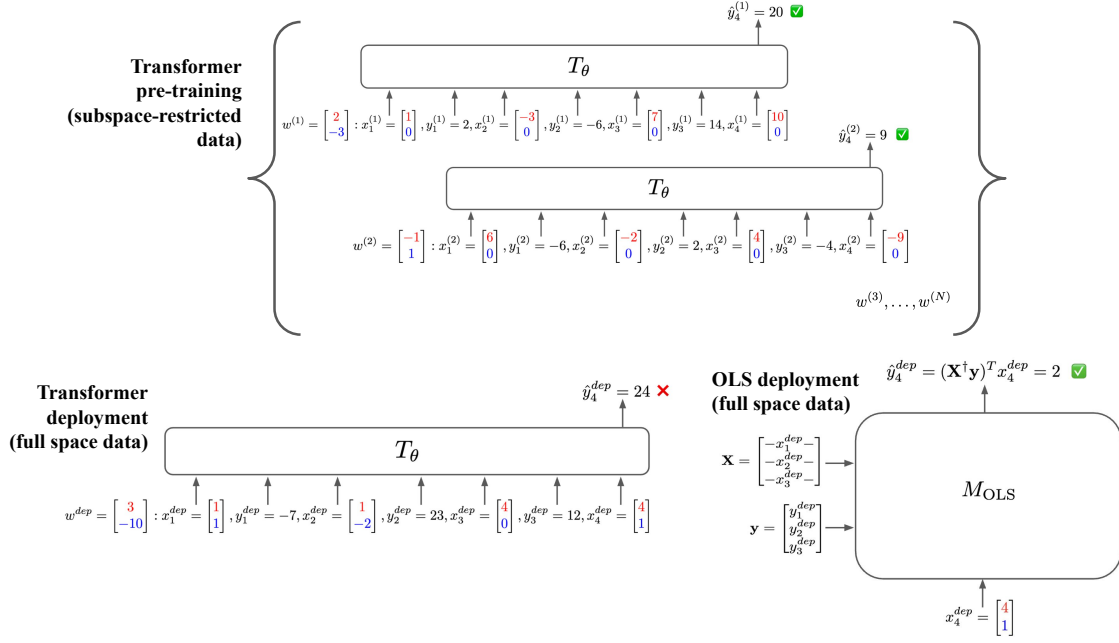 Transformer
pre-training
(subspace-restricted
data)
ŷ₄⁽¹⁾ = 20 ✅
T_θ
w⁽¹⁾ = [2 −3] : x₁⁽¹⁾ = [1 0], y₁⁽¹⁾ = 2, x₂⁽¹⁾ = [−3 0], y₂⁽¹⁾ = −6, x₃⁽¹⁾ = [7 0], y₃⁽¹⁾ = 14, x₄⁽¹⁾ = [10 0]
ŷ₄⁽²⁾ = 9 ✅
T_θ
w⁽²⁾ = [−1 1] : x₁⁽²⁾ = [6 0], y₁⁽²⁾ = −6, x₂⁽²⁾ = [−2 0], y₂⁽²⁾ = 2, x₃⁽²⁾ = [4 0], y₃⁽²⁾ = −4, x₄⁽²⁾ = [−9 0]
w⁽³⁾, . . . , w⁽ᴺ⁾
Transformer
deployment
(full space data)
ŷ₄^{dep} = 24 ❌
T_θ
w^{dep} = [3 −10] : x₁^{dep} = [1 1], y₁^{dep} = −7, x₂^{dep} = [1 −2], y₂^{dep} = 23, x₃^{dep} = [4 0], y₃^{dep} = 12, x₄^{dep} = [4 1]
OLS deployment
(full space data)
ŷ₄^{dep} = (X†y)ᵀ x₄^{dep} = 2 ✅
X = [−x₁^{dep}− −x₂^{dep}− −x₃^{dep}−]
M_OLS
y = [y₁^{dep} y₂^{dep} y₃^{dep}]
x₄^{dep} = [4 1]